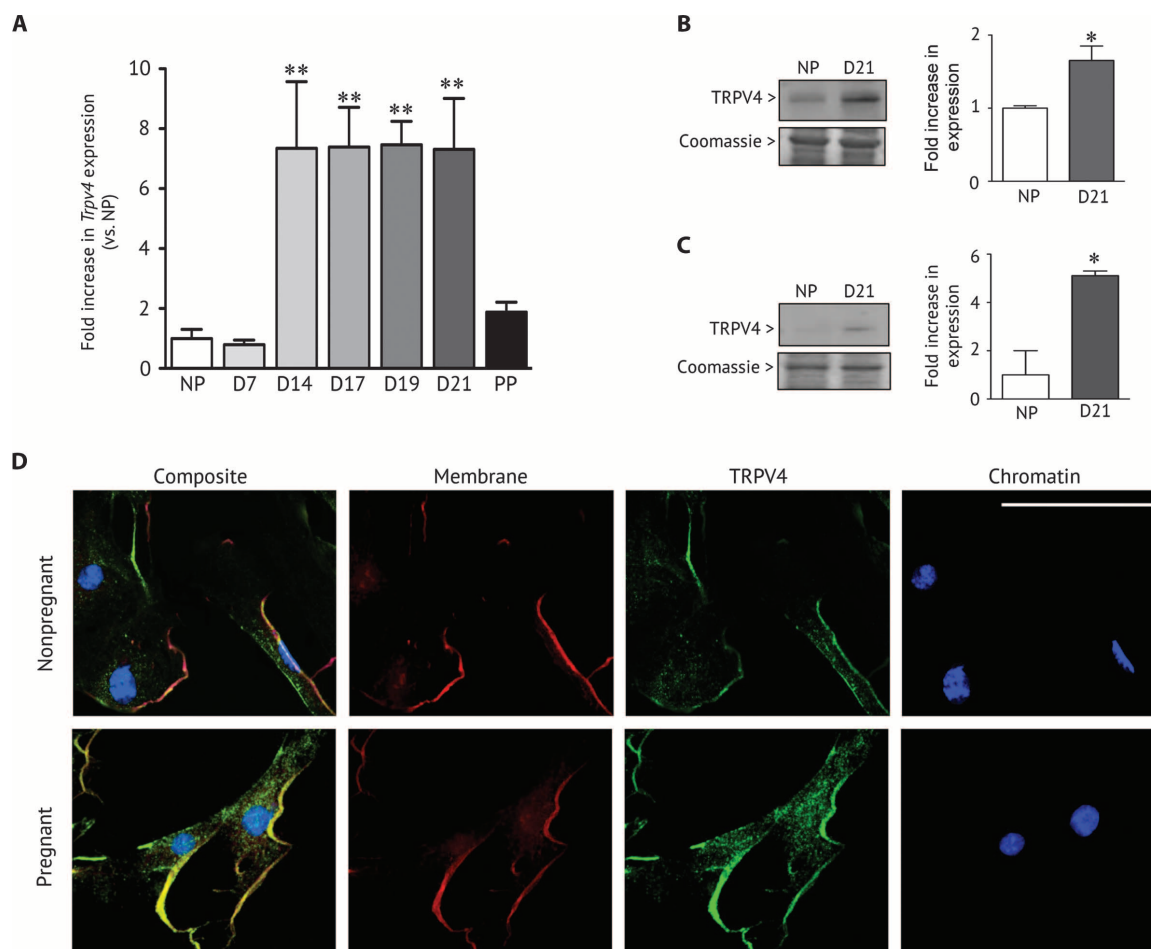 A
Fold increase in Trpv4 expression
(vs. NP)
10
8
6
4
2
0
**
**
**
**
NP D7 D14 D17 D19 D21 PP
B
NP D21
TRPV4 >
Coomassie >
Fold increase in
expression
2
1
0
*
NP D21
C
NP D21
TRPV4 >
Coomassie >
Fold increase in
expression
6
4
2
0
*
NP D21
D
Composite Membrane TRPV4 Chromatin
Nonpregnant
Pregnant